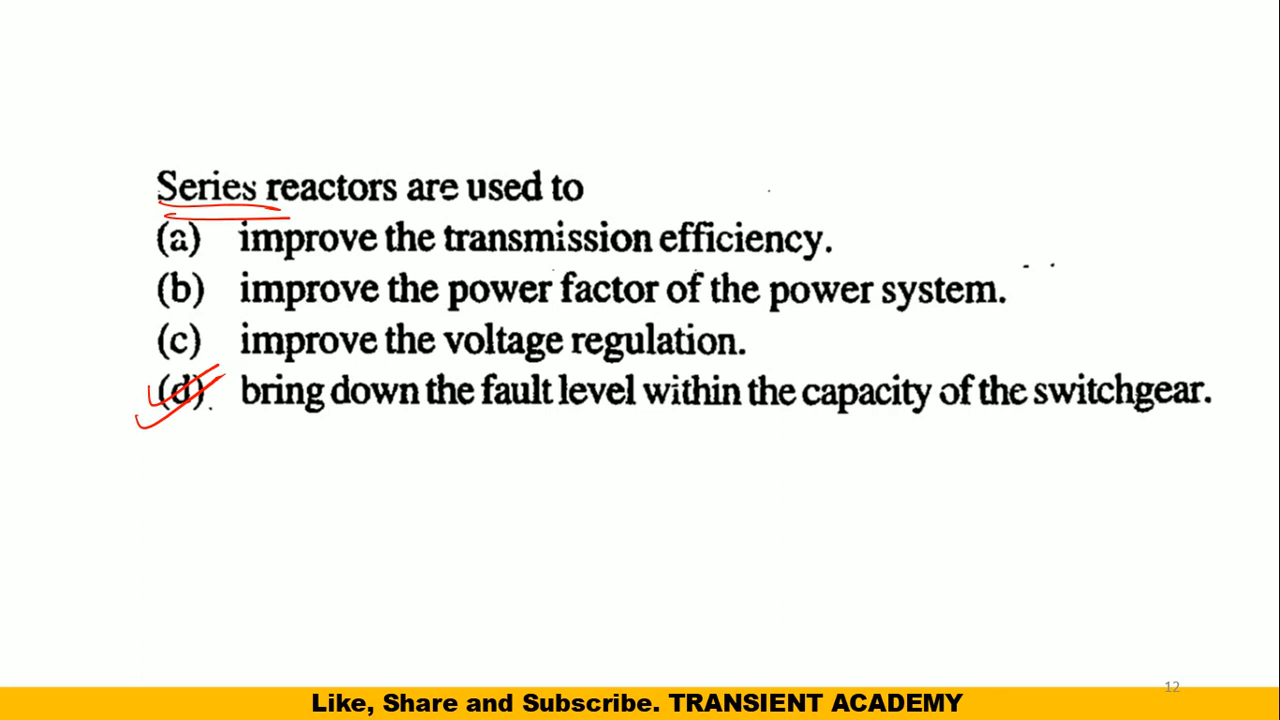 Series reactors are used to
(a) improve the transmission efficiency.
(b) improve the power factor of the power system.
(c) improve the voltage regulation.
(d) bring down the fault level within the capacity of the switchgear.
12
Like, Share and Subscribe. TRANSIENT ACADEMY